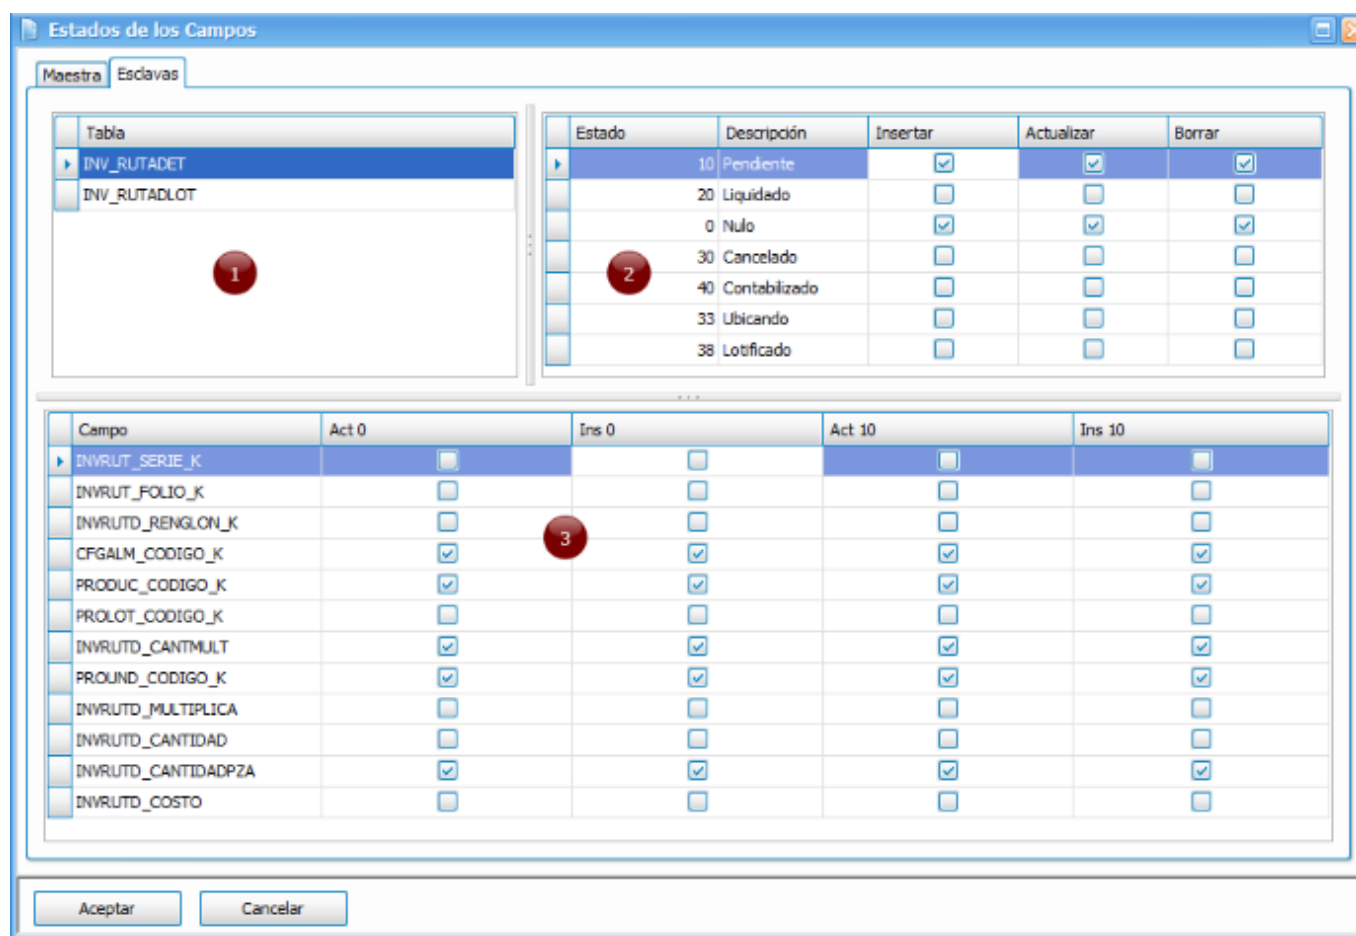 Estados de los Campos
Maestra Esclavas
Tabla
INV_RUTADET
INV_RUTADLOT
1
Estado Descripción Insertar Actualizar Borrar
10 Pendiente
20 Liquidado
0 Nulo
30 Cancelado
40 Contabilizado
33 Ubicando
38 Lotificado
2
Campo Act 0 Ins 0 Act 10 Ins 10
INVRUT_SERIE_K
INVRUT_FOLIO_K
INVRUTD_RENGLON_K
CFGALM_CODIGO_K
PRODUC_CODIGO_K
PROLOT_CODIGO_K
INVRUTD_CANTMULT
PROUND_CODIGO_K
INVRUTD_MULTIPLICA
INVRUTD_CANTIDAD
INVRUTD_CANTIDADPZA
INVRUTD_COSTO
3
Aceptar Cancelar